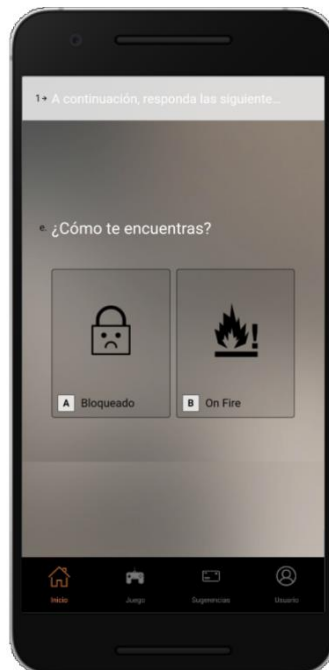 1→ A continuación, responda las siguiente...
e. ¿Cómo te encuentras?
A Bloqueado
B On Fire
Inicio Juego Sugerencias Usuario